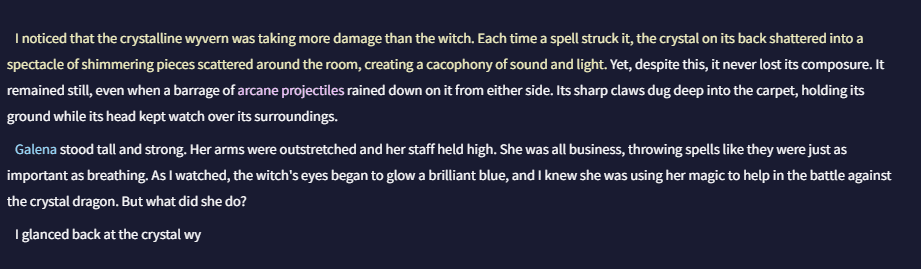 I noticed that the crystalline wyvern was taking more damage than the witch. Each time a spell struck it, the crystal on its back shattered into a
spectacle of shimmering pieces scattered around the room, creating a cacophony of sound and light. Yet, despite this, it never lost its composure. It
remained still, even when a barrage of arcane projectiles rained down on it from either side. Its sharp claws dug deep into the carpet, holding its
ground while its head kept watch over its surroundings.
Galena stood tall and strong. Her arms were outstretched and her staff held high. She was all business, throwing spells like they were just as
important as breathing. As I watched, the witch's eyes began to glow a brilliant blue, and I knew she was using her magic to help in the battle against
the crystal dragon. But what did she do?
I glanced back at the crystal wy